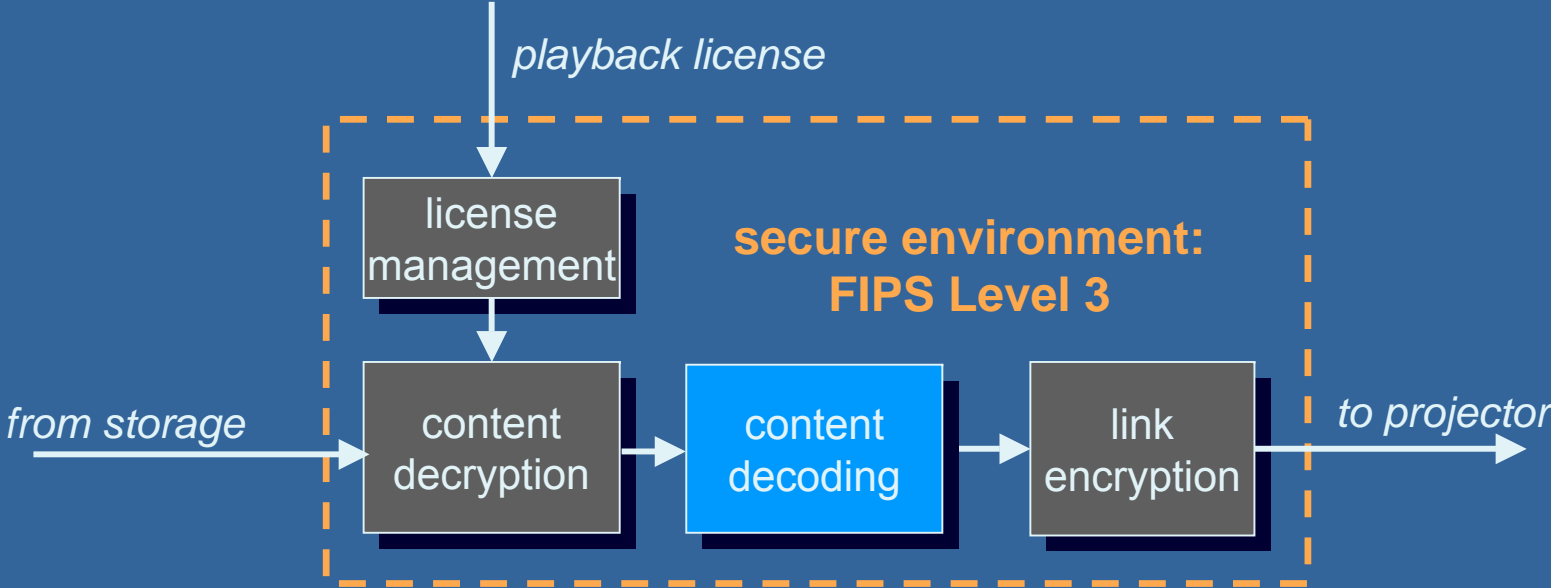 playback license
license
management
secure environment:
FIPS Level 3
from storage
content
decryption
content
decoding
link
encryption
to projector